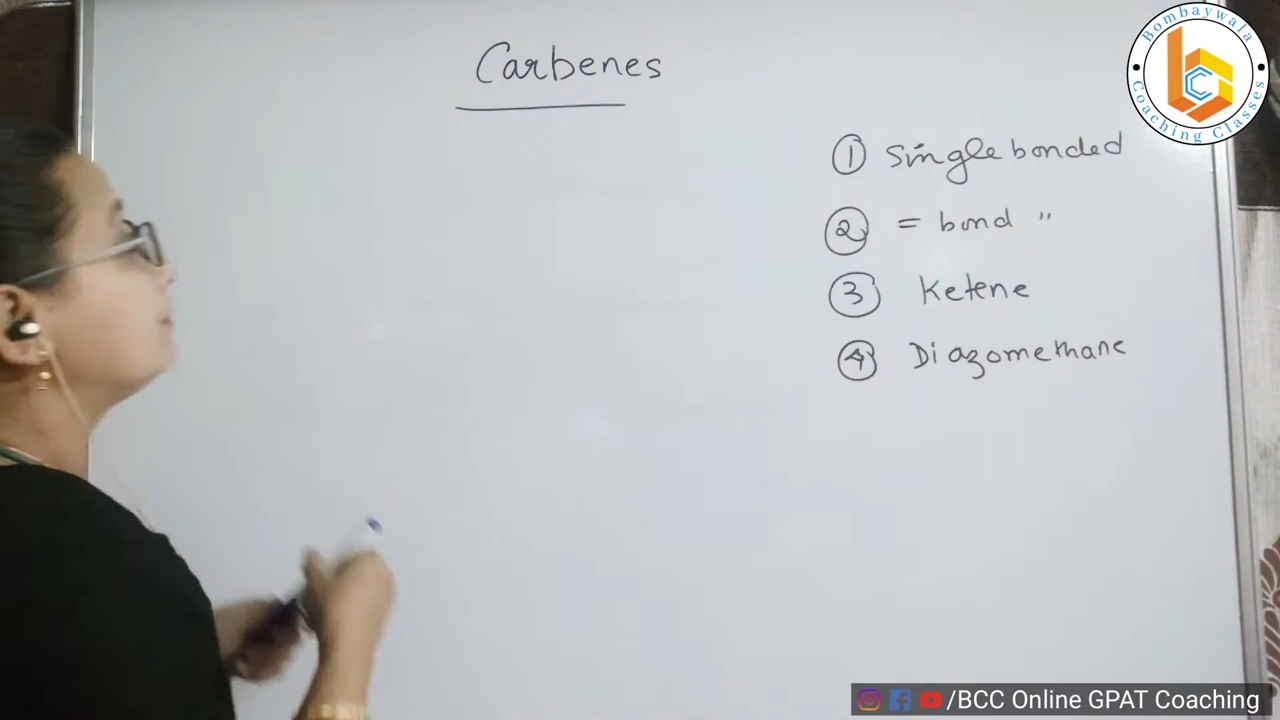 Carbenes
① Single bonded
② = bond "
③ Ketene
④ Diazomethane
Bombaywala
Coaching Classes
/BCC Online GPAT Coaching